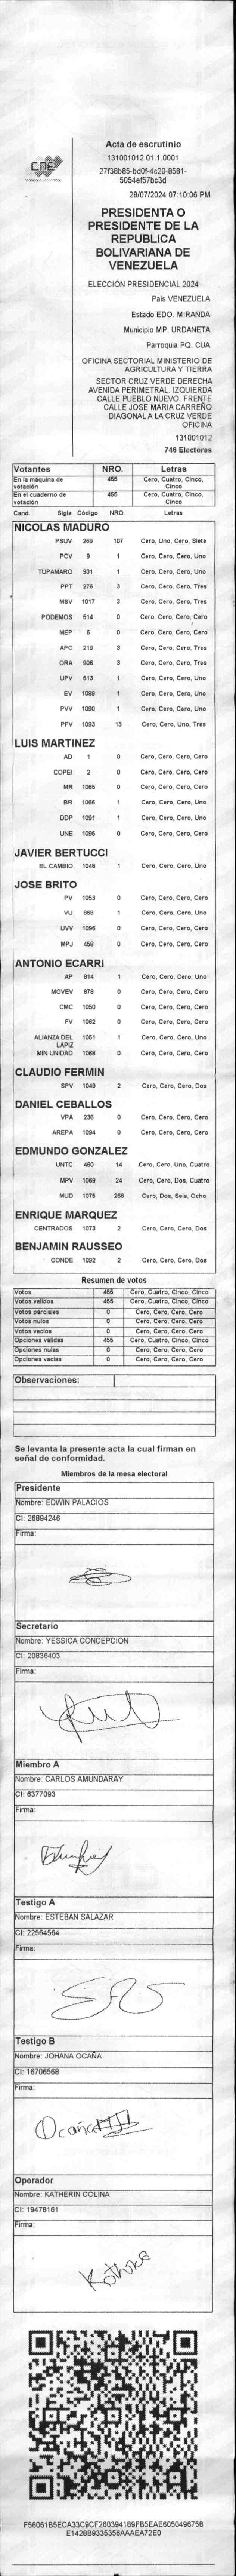 CNE
Acta de escrutinio
131001012.01.1.0001
27f38b85-bd0f-4c20-8581-
5054ef57bc3d
28/07/2024 07:10:06 PM
PRESIDENTA O
PRESIDENTE DE LA
REPUBLICA
BOLIVARIANA DE
VENEZUELA
ELECCIÓN PRESIDENCIAL 2024
País VENEZUELA
Estado EDO. MIRANDA
Municipio MP. URDANETA
Parroquia PQ. CUA
OFICINA SECTORIAL MINISTERIO DE
AGRICULTURA Y TIERRA
SECTOR CRUZ VERDE DERECHA
AVENIDA PERIMETRAL. IZQUIERDA
CALLE PUEBLO NUEVO. FRENTE
CALLE JOSE MARIA CARREÑO
DIAGONAL A LA CRUZ VERDE
OFICINA
131001012
746 Electores
Votantes NRO. Letras
En la máquina de votación 455 Cero, Cuatro, Cinco, Cinco
En el cuaderno de votación 455 Cero, Cuatro, Cinco, Cinco
Cand. Sigla Código NRO. Letras
NICOLAS MADURO
PSUV 269 107 Cero, Uno, Cero, Siete
PCV 9 1 Cero, Cero, Cero, Uno
TUPAMARO 931 1 Cero, Cero, Cero, Uno
PPT 276 3 Cero, Cero, Cero, Tres
MSV 1017 3 Cero, Cero, Cero, Tres
PODEMOS 514 0 Cero, Cero, Cero, Cero
MEP 6 0 Cero, Cero, Cero, Cero
APC 219 3 Cero, Cero, Cero, Tres
ORA 906 3 Cero, Cero, Cero, Tres
UPV 513 1 Cero, Cero, Cero, Uno
EV 1089 1 Cero, Cero, Cero, Uno
PVV 1090 1 Cero, Cero, Cero, Uno
PFV 1093 13 Cero, Cero, Uno, Tres
LUIS MARTINEZ
AD 1 0 Cero, Cero, Cero, Cero
COPEI 2 0 Cero, Cero, Cero, Cero
MR 1065 0 Cero, Cero, Cero, Cero
BR 1066 1 Cero, Cero, Cero, Uno
DDP 1091 1 Cero, Cero, Cero, Uno
UNE 1095 0 Cero, Cero, Cero, Cero
JAVIER BERTUCCI
EL CAMBIO 1048 1 Cero, Cero, Cero, Uno
JOSE BRITO
PV 1053 0 Cero, Cero, Cero, Cero
VU 868 1 Cero, Cero, Cero, Uno
UVV 1096 0 Cero, Cero, Cero, Cero
MPJ 458 0 Cero, Cero, Cero, Cero
ANTONIO ECARRI
AP 814 1 Cero, Cero, Cero, Uno
MOVEV 878 0 Cero, Cero, Cero, Cero
CMC 1050 0 Cero, Cero, Cero, Cero
FV 1062 0 Cero, Cero, Cero, Cero
ALIANZA DEL LAPIZ 1061 1 Cero, Cero, Cero, Uno
MIN UNIDAD 1088 0 Cero, Cero, Cero, Cero
CLAUDIO FERMIN
SPV 1049 2 Cero, Cero, Cero, Dos
DANIEL CEBALLOS
VPA 236 0 Cero, Cero, Cero, Cero
AREPA 1094 0 Cero, Cero, Cero, Cero
EDMUNDO GONZALEZ
UNTC 460 14 Cero, Cero, Uno, Cuatro
MPV 1069 24 Cero, Cero, Dos, Cuatro
MUD 1075 268 Cero, Dos, Seis, Ocho
ENRIQUE MARQUEZ
CENTRADOS 1073 2 Cero, Cero, Cero, Dos
BENJAMIN RAUSSEO
CONDE 1092 2 Cero, Cero, Cero, Dos
Resumen de votos
Votos 455 Cero, Cuatro, Cinco, Cinco
Votos validos 455 Cero, Cuatro, Cinco, Cinco
Votos parciales 0 Cero, Cero, Cero, Cero
Votos nulos 0 Cero, Cero, Cero, Cero
Votos vacios 0 Cero, Cero, Cero, Cero
Opciones validas 455 Cero, Cuatro, Cinco, Cinco
Opciones nulas 0 Cero, Cero, Cero, Cero
Opciones vacias 0 Cero, Cero, Cero, Cero
Observaciones:
Se levanta la presente acta la cual firman en
señal de conformidad.
Miembros de la mesa electoral
Presidente
Nombre: EDWIN PALACIOS
CI: 26894246
Firma:
Secretario
Nombre: YESSICA CONCEPCION
CI: 20836403
Firma:
Miembro A
Nombre: CARLOS AMUNDARAY
CI: 6377093
Firma:
Testigo A
Nombre: ESTEBAN SALAZAR
CI: 22564564
Firma:
Testigo B
Nombre: JOHANA OCAÑA
CI: 16706568
Firma:
Ocaña
Operador
Nombre: KATHERIN COLINA
CI: 19478161
Firma:
F56061B5ECA33C9CF2603941B9FB5EAE6050496758
E1428B9335356AAAEA72E0